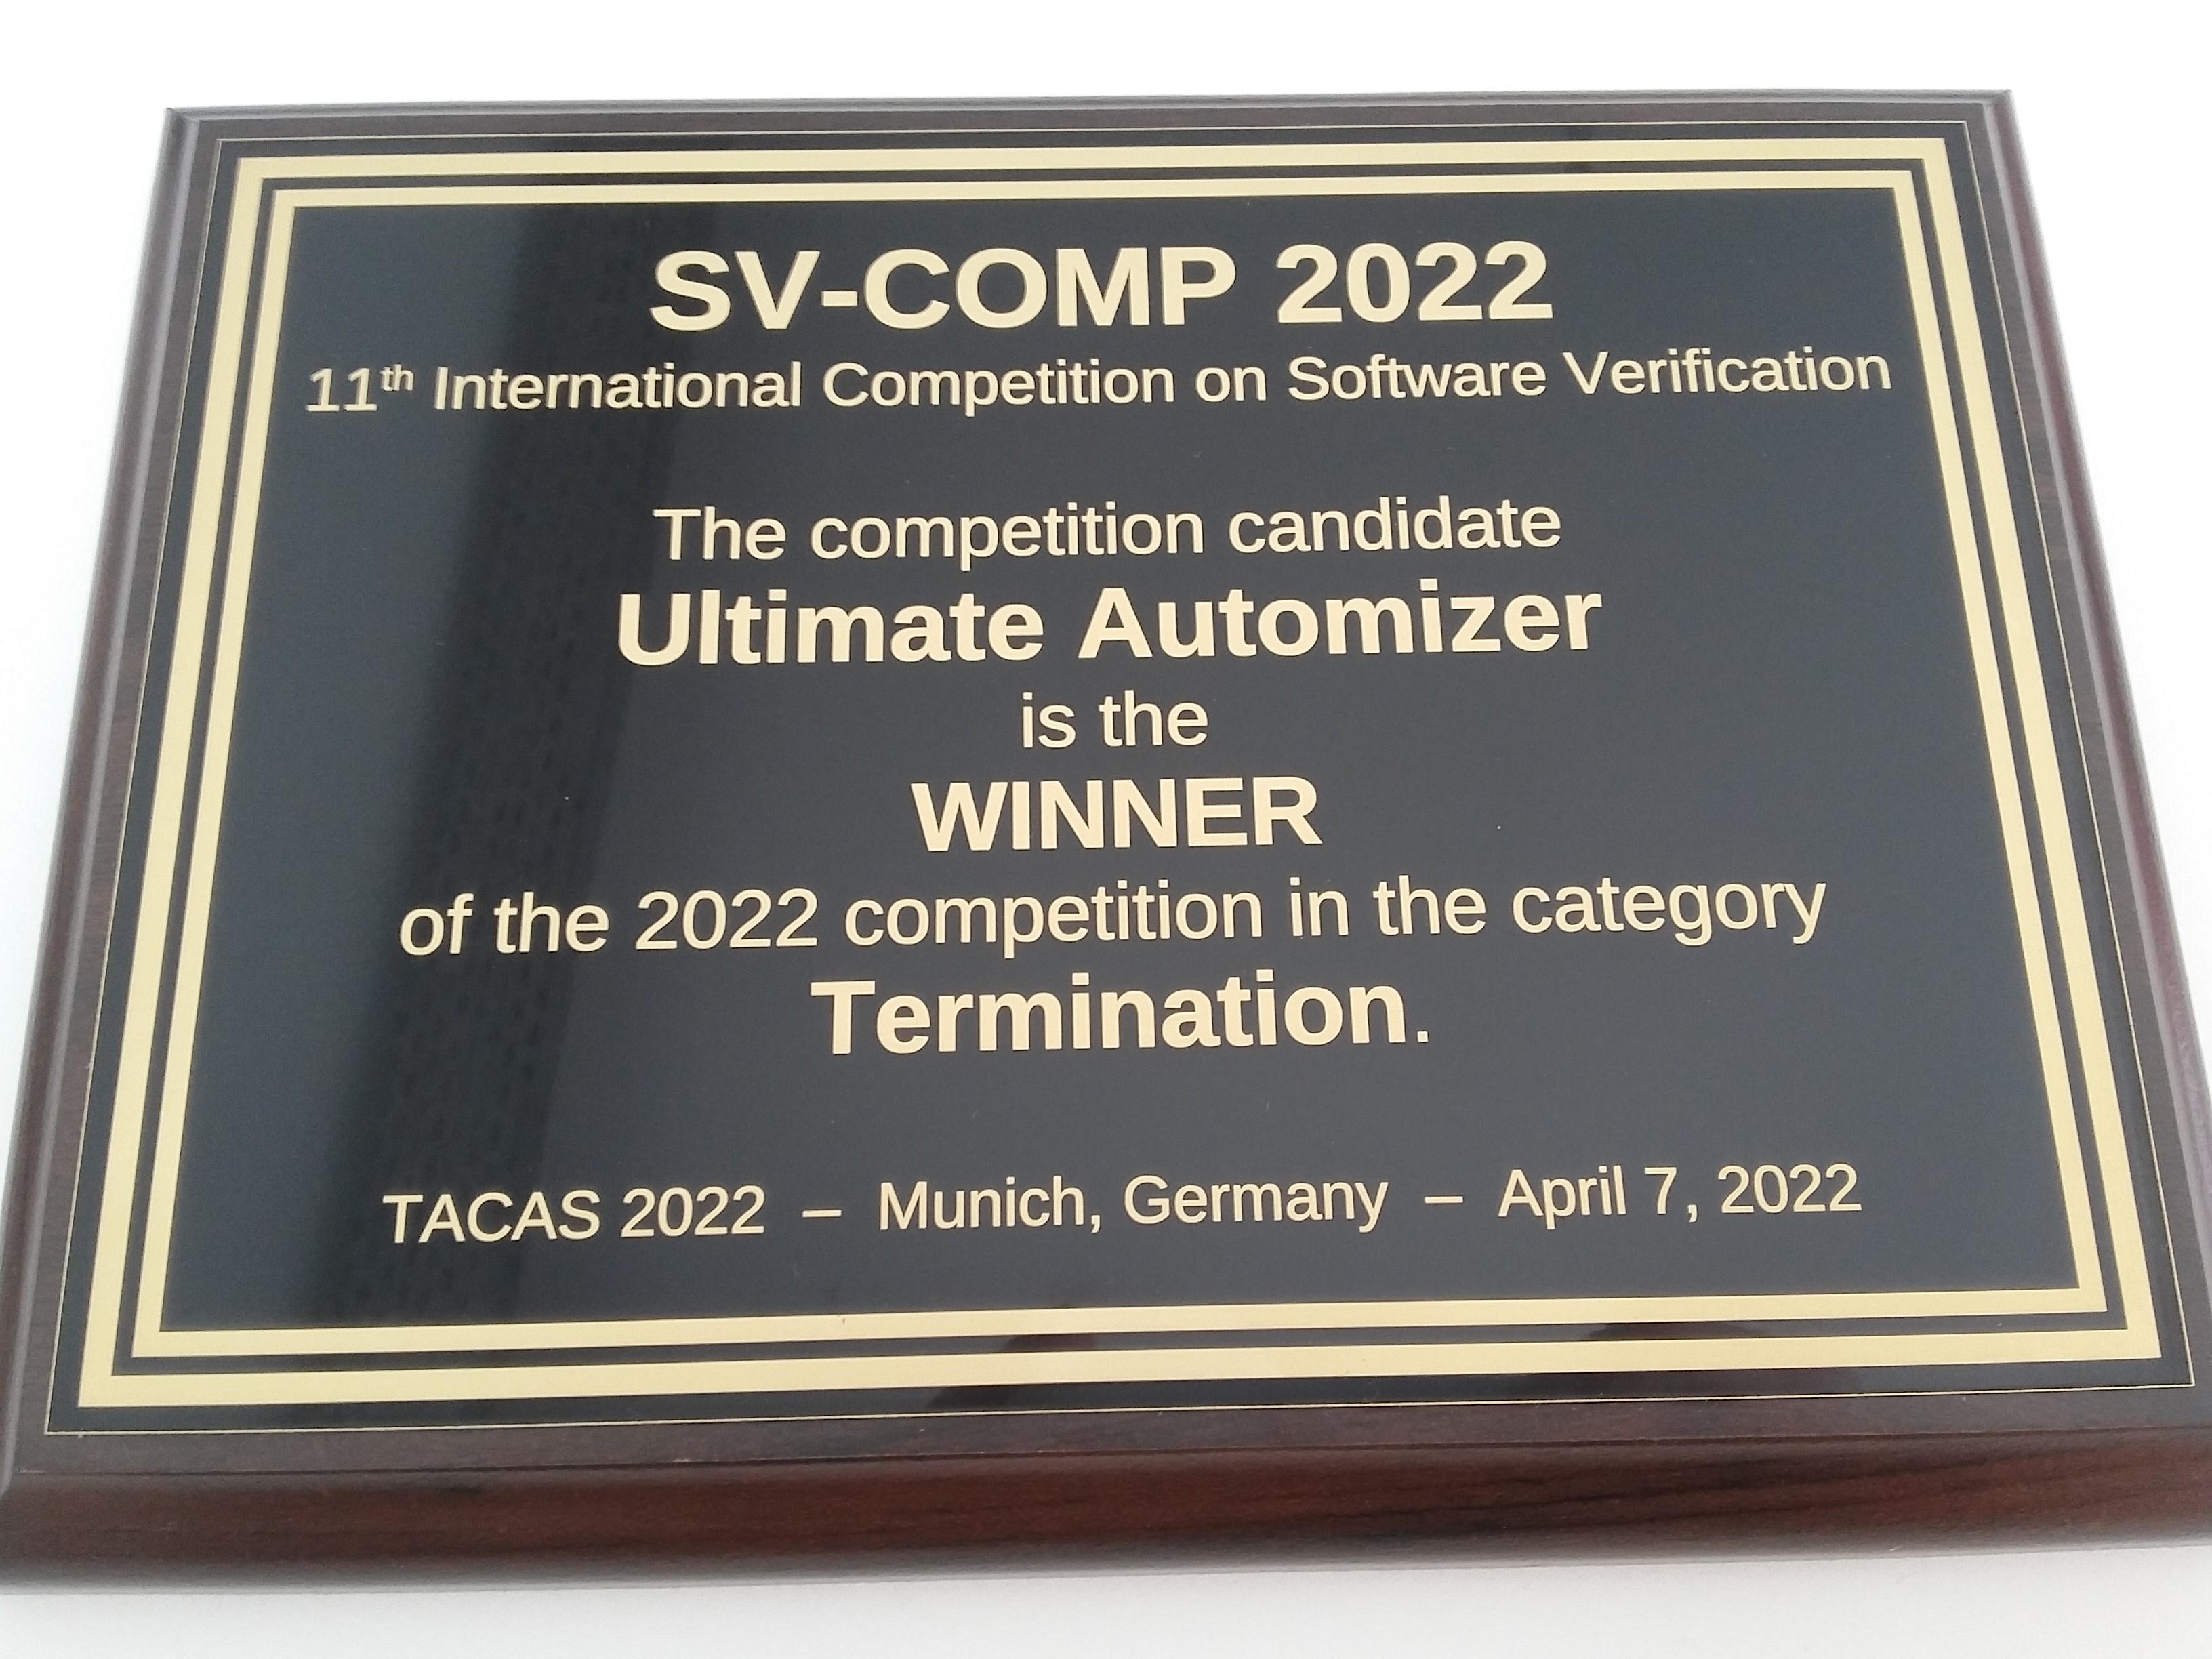 SV-COMP 2022
11th International Competition on Software Verification
The competition candidate
Ultimate Automizer
is the
WINNER
of the 2022 competition in the category
Termination.
TACAS 2022 – Munich, Germany – April 7, 2022